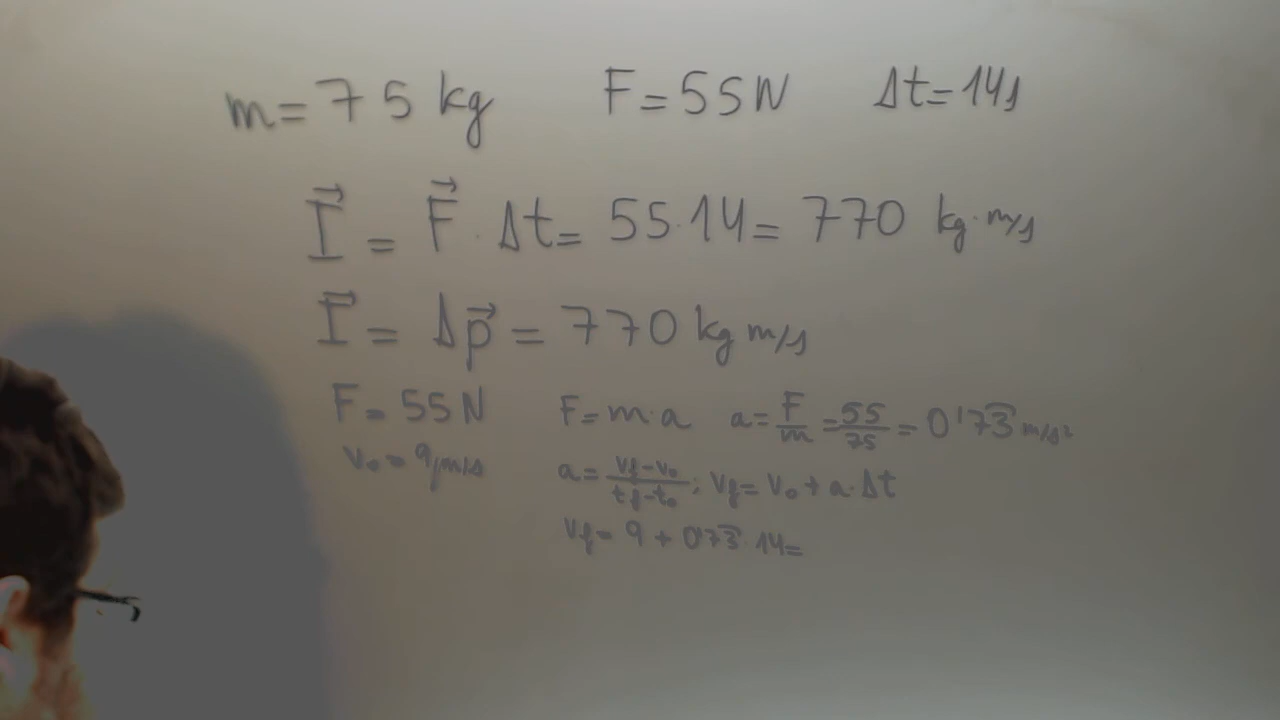 m = 75 kg F = 55 N Δt = 14 s
I⃗ = F⃗ · Δt = 55 · 14 = 770 kg · m/s
I⃗ = Δp⃗ = 770 kg m/s
F = 55 N F = m · a a = F/m = 55/75 = 0'73̅ m/s²
v₀ = 9 m/s a = (vf - v₀)/(tf - t₀) ; vf = v₀ + a · Δt
vf = 9 + 0'73̅ · 14 =